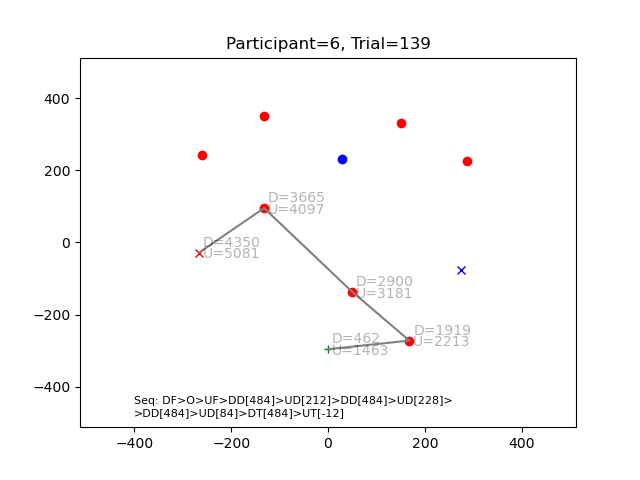 Participant=6, Trial=139
400
200
0
−200
−400
D=3665
U=4097
D=4350
U=5081
D=2900
U=3181
D=1919
U=2213
D=462
U=1463
Seq: DF>O>UF>DD[484]>UD[212]>DD[484]>UD[228]>
>DD[484]>UD[84]>DT[484]>UT[-12]
−400 −200 0 200 400